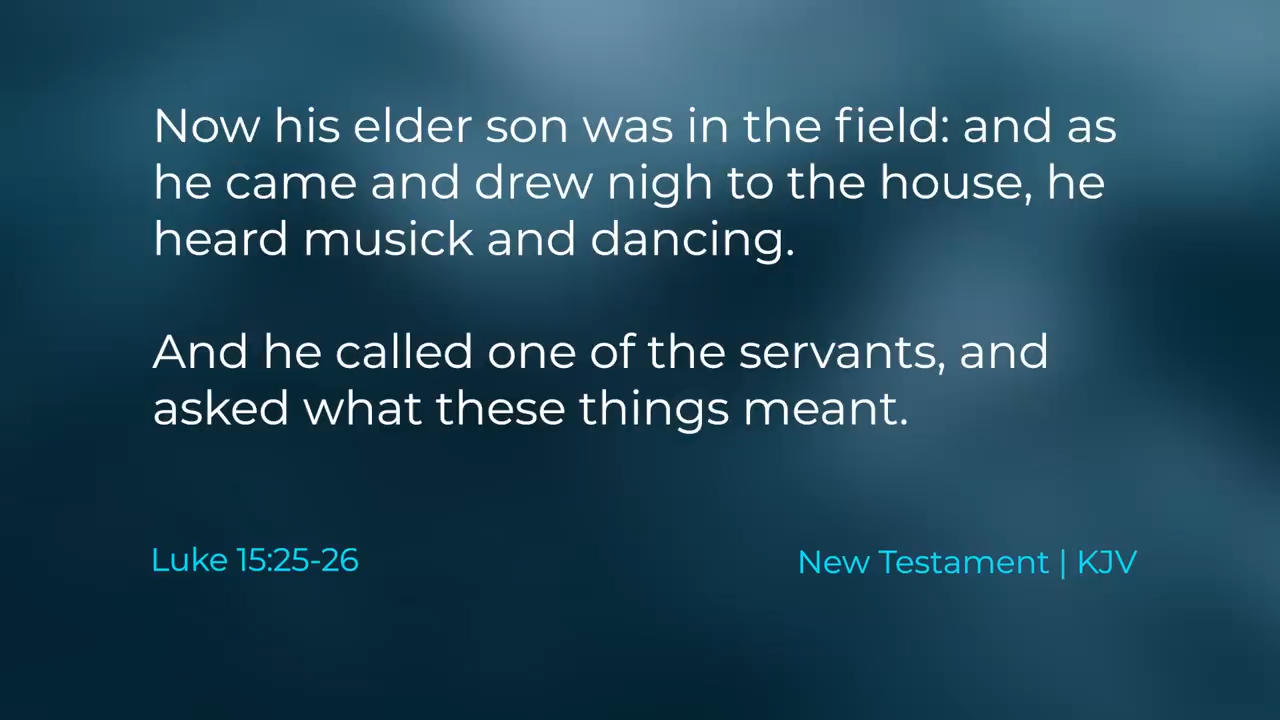 Now his elder son was in the field: and as
he came and drew nigh to the house, he
heard musick and dancing.
And he called one of the servants, and
asked what these things meant.
Luke 15:25-26
New Testament | KJV